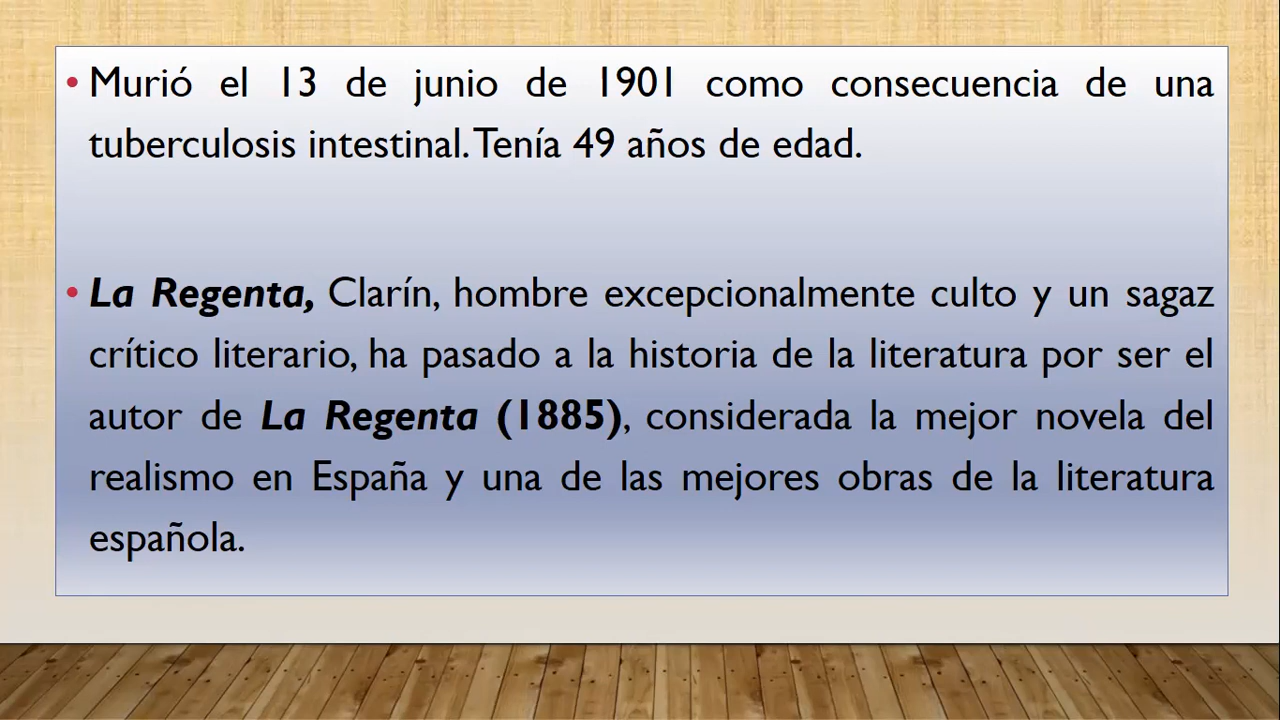 • Murió el 13 de junio de 1901 como consecuencia de una
tuberculosis intestinal. Tenía 49 años de edad.
• La Regenta, Clarín, hombre excepcionalmente culto y un sagaz
crítico literario, ha pasado a la historia de la literatura por ser el
autor de La Regenta (1885), considerada la mejor novela del
realismo en España y una de las mejores obras de la literatura
española.